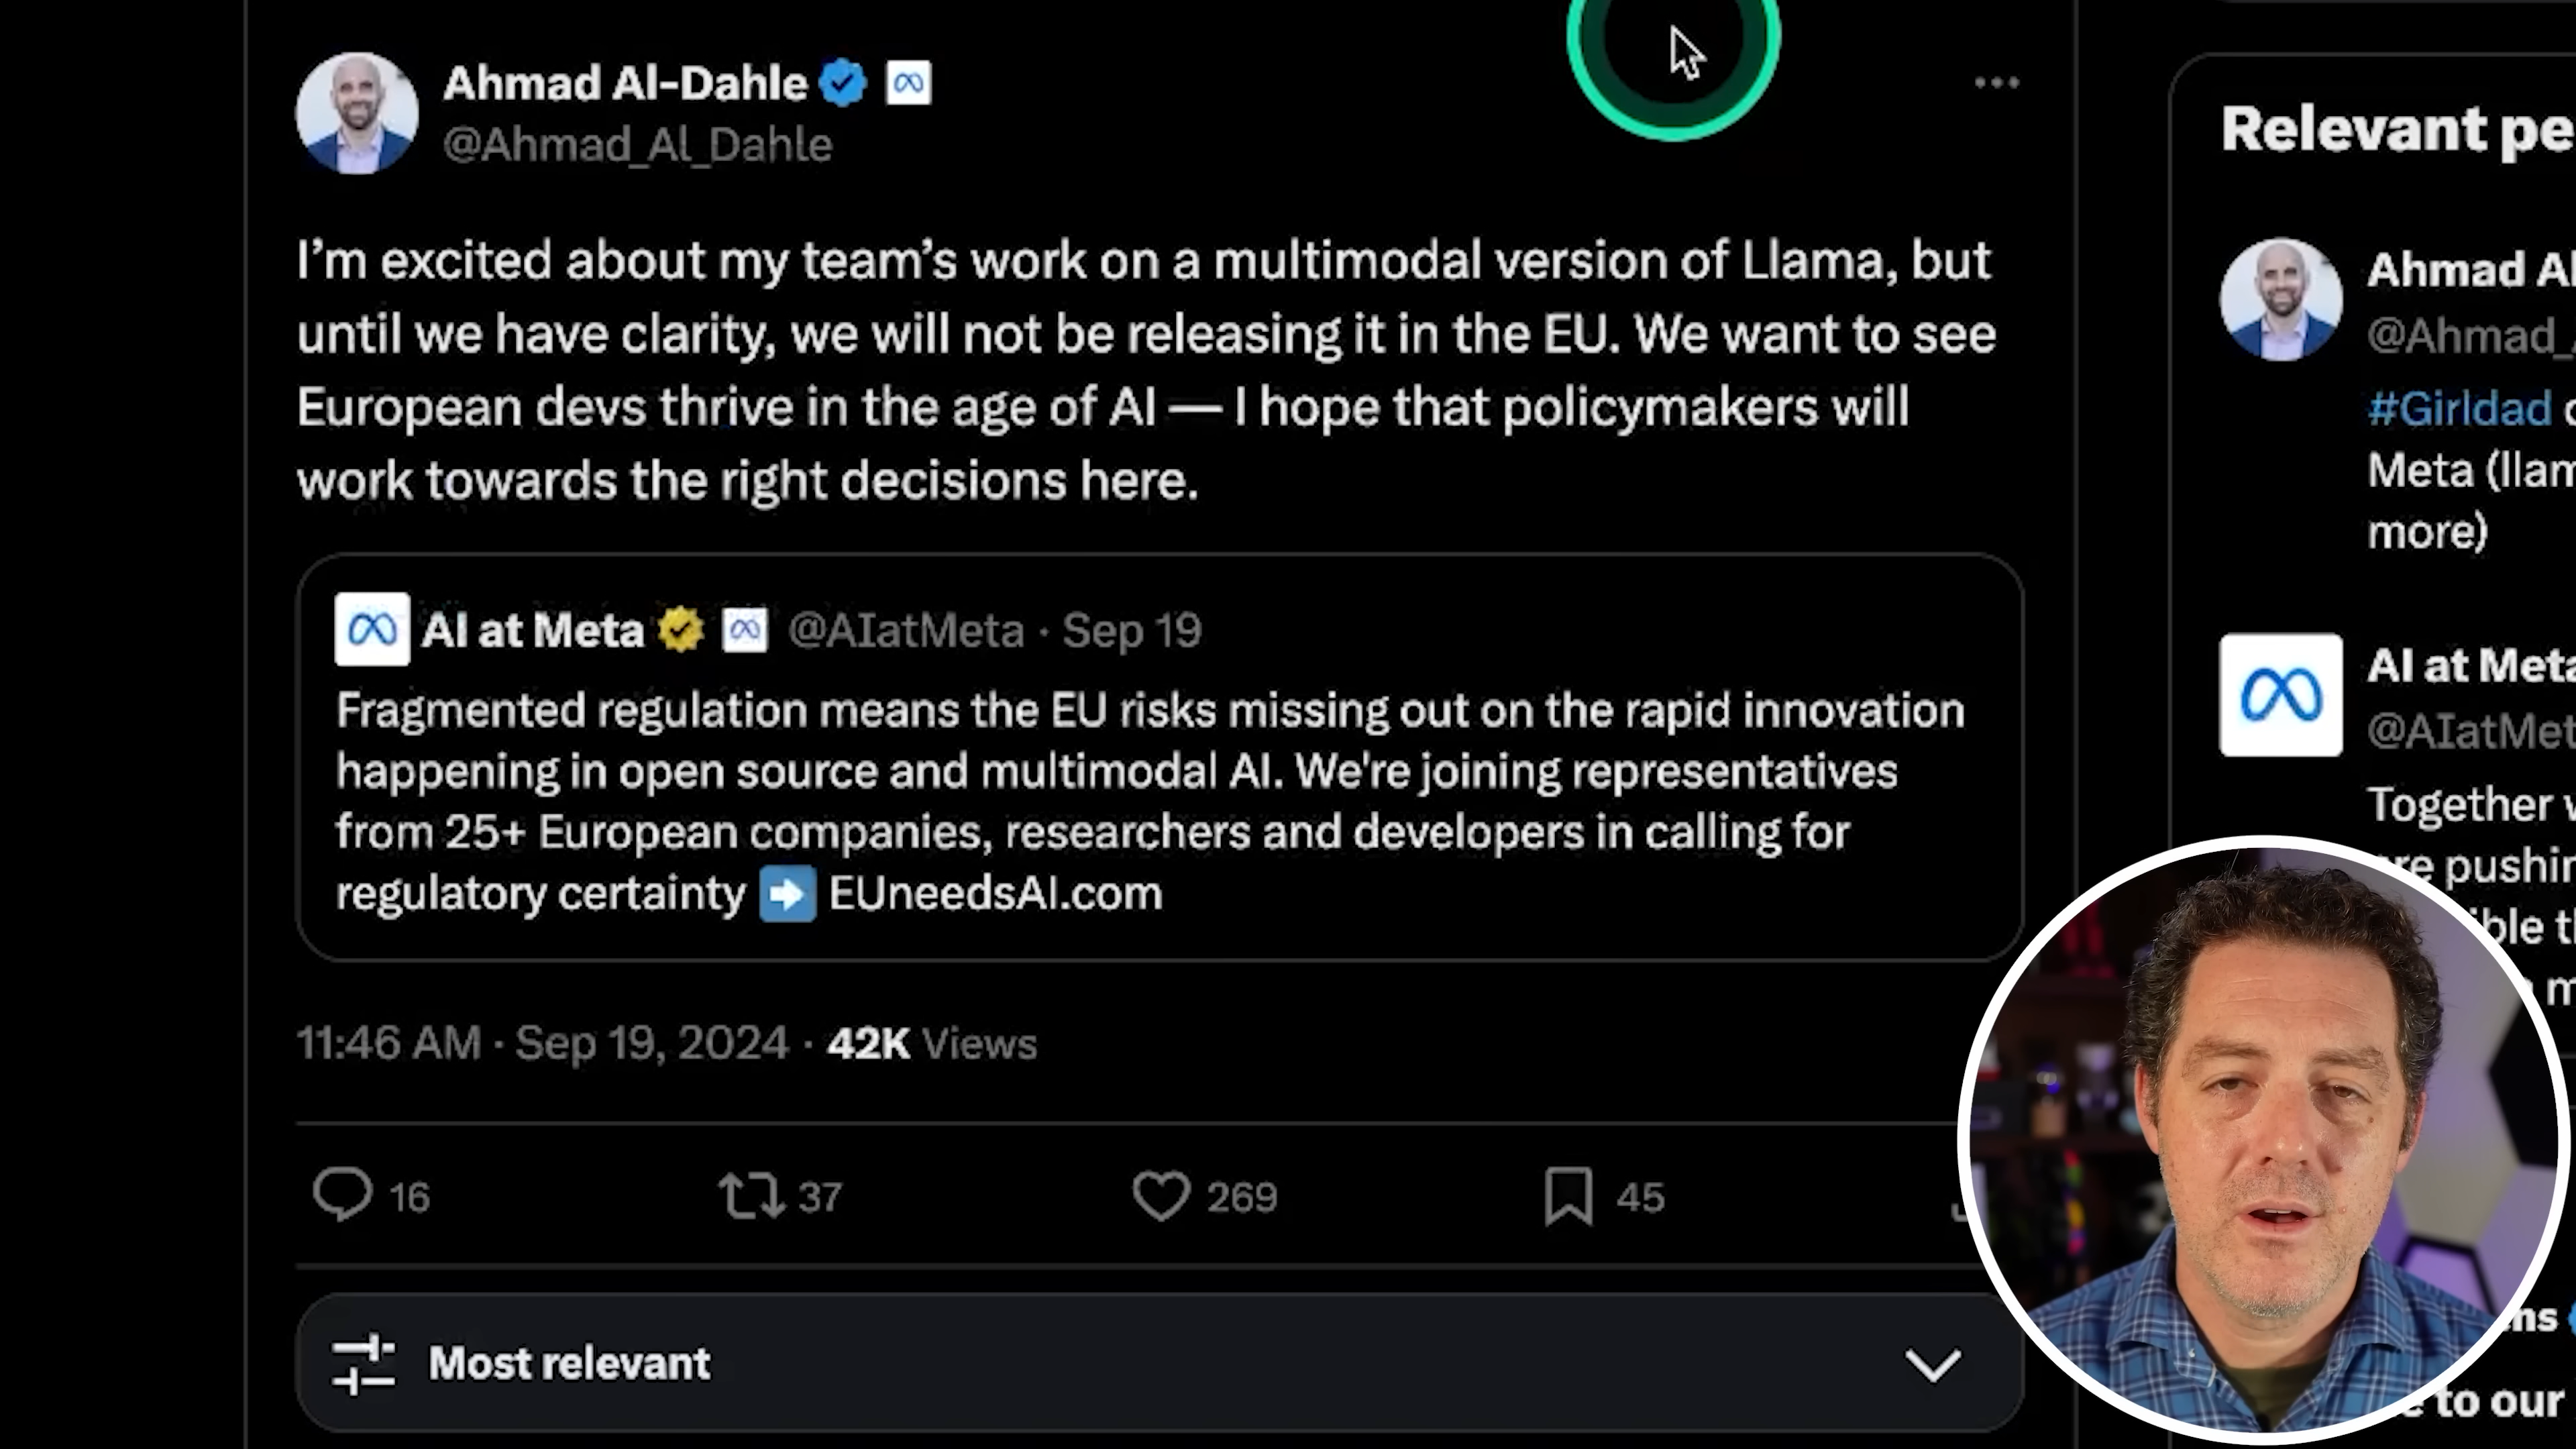 Ahmad Al-Dahle
@Ahmad_Al_Dahle
I'm excited about my team's work on a multimodal version of Llama, but
until we have clarity, we will not be releasing it in the EU. We want to see
European devs thrive in the age of AI — I hope that policymakers will
work towards the right decisions here.
AI at Meta @AIatMeta · Sep 19
Fragmented regulation means the EU risks missing out on the rapid innovation
happening in open source and multimodal AI. We're joining representatives
from 25+ European companies, researchers and developers in calling for
regulatory certainty ➡️ EUneedsAI.com
11:46 AM · Sep 19, 2024 · 42K Views
16 37 269 45
Most relevant
Relevant pe
Ahmad Al
@Ahmad_
#Girldad
Meta (llam
more)
AI at Meta
@AIatMet
Together
pushin
to our